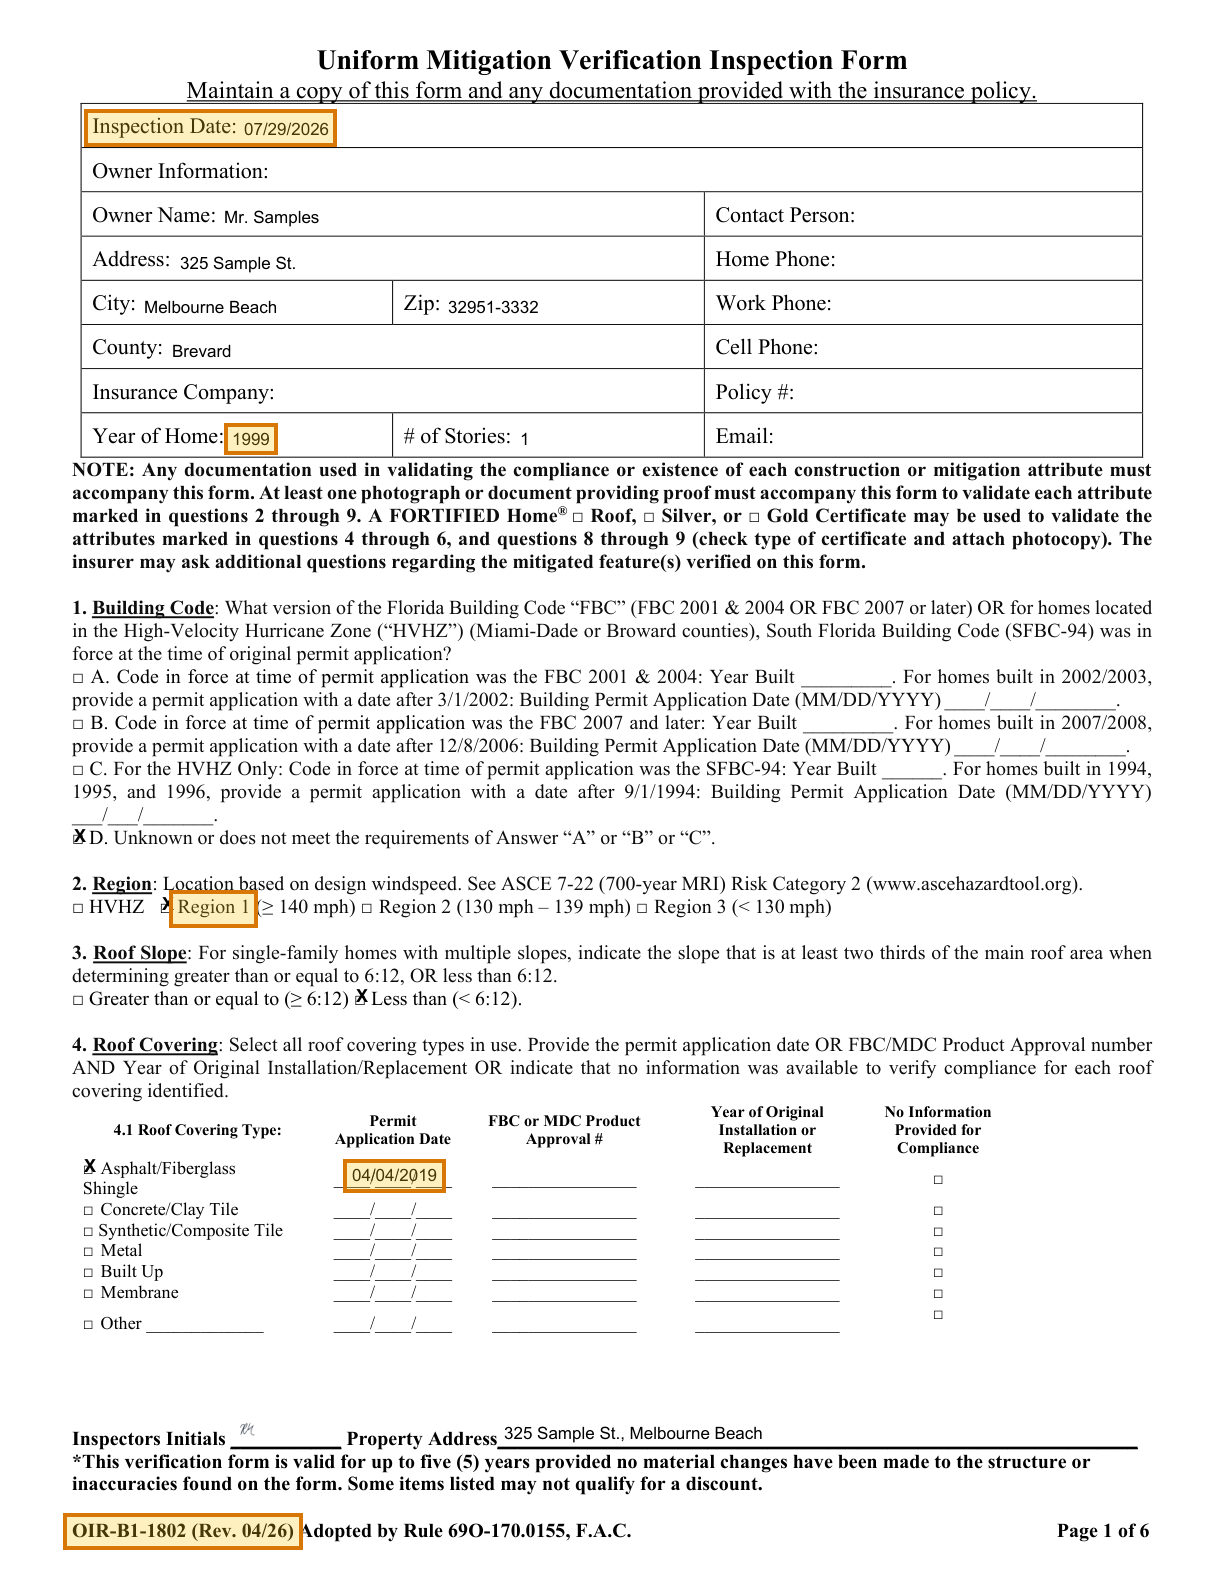 Uniform Mitigation Verification Inspection Form
Maintain a copy of this form and any documentation provided with the insurance policy.
Inspection Date: 07/29/2026
Owner Information:
Owner Name: Mr. Samples
Contact Person:
Address: 325 Sample St.
Home Phone:
City: Melbourne Beach
Zip: 32951-3332
Work Phone:
County: Brevard
Cell Phone:
Insurance Company:
Policy #:
Year of Home: 1999
# of Stories: 1
Email:
NOTE: Any documentation used in validating the compliance or existence of each construction or mitigation attribute must
accompany this form. At least one photograph or document providing proof must accompany this form to validate each attribute
marked in questions 2 through 9. A FORTIFIED Home® □ Roof, □ Silver, or □ Gold Certificate may be used to validate the
attributes marked in questions 4 through 6, and questions 8 through 9 (check type of certificate and attach photocopy). The
insurer may ask additional questions regarding the mitigated feature(s) verified on this form.
1. Building Code: What version of the Florida Building Code “FBC” (FBC 2001 & 2004 OR FBC 2007 or later) OR for homes located
in the High-Velocity Hurricane Zone (“HVHZ”) (Miami-Dade or Broward counties), South Florida Building Code (SFBC-94) was in
force at the time of original permit application?
□ A. Code in force at time of permit application was the FBC 2001 & 2004: Year Built _________. For homes built in 2002/2003,
provide a permit application with a date after 3/1/2002: Building Permit Application Date (MM/DD/YYYY) ____/____/________.
□ B. Code in force at time of permit application was the FBC 2007 and later: Year Built ________. For homes built in 2007/2008,
provide a permit application with a date after 12/8/2006: Building Permit Application Date (MM/DD/YYYY) ____/____/________.
□ C. For the HVHZ Only: Code in force at time of permit application was the SFBC-94: Year Built ______. For homes built in 1994,
1995, and 1996, provide a permit application with a date after 9/1/1994: Building Permit Application Date (MM/DD/YYYY)
___/___/_______.
X D. Unknown or does not meet the requirements of Answer “A” or “B” or “C”.
2. Region: Location based on design windspeed. See ASCE 7-22 (700-year MRI) Risk Category 2 (www.ascehazardtool.org).
□ HVHZ X Region 1 (≥ 140 mph) □ Region 2 (130 mph – 139 mph) □ Region 3 (< 130 mph)
3. Roof Slope: For single-family homes with multiple slopes, indicate the slope that is at least two thirds of the main roof area when
determining greater than or equal to 6:12, OR less than 6:12.
□ Greater than or equal to (≥ 6:12) X Less than (< 6:12).
4. Roof Covering: Select all roof covering types in use. Provide the permit application date OR FBC/MDC Product Approval number
AND Year of Original Installation/Replacement OR indicate that no information was available to verify compliance for each roof
covering identified.
4.1 Roof Covering Type:
Permit
Application Date
FBC or MDC Product
Approval #
Year of Original
Installation or
Replacement
No Information
Provided for
Compliance
X Asphalt/Fiberglass
Shingle
04/04/2019 ________________ ________________ □
□ Concrete/Clay Tile ____/____/____ ________________ ________________ □
□ Synthetic/Composite Tile ____/____/____ ________________ ________________ □
□ Metal ____/____/____ ________________ ________________ □
□ Built Up ____/____/____ ________________ ________________ □
□ Membrane ____/____/____ ________________ ________________ □
□ Other _____________ ____/____/____ ________________ ________________ □
Inspectors Initials ___________ Property Address 325 Sample St., Melbourne Beach
*This verification form is valid for up to five (5) years provided no material changes have been made to the structure or
inaccuracies found on the form. Some items listed may not qualify for a discount.
OIR-B1-1802 (Rev. 04/26) Adopted by Rule 69O-170.0155, F.A.C.
Page 1 of 6